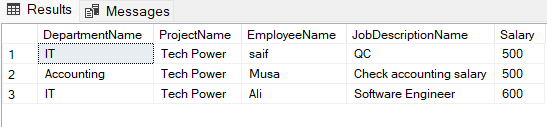 Results Messages
DepartmentName ProjectName EmployeeName JobDescriptionName Salary
1 IT Tech Power saif QC 500
2 Accounting Tech Power Musa Check accounting salary 500
3 IT Tech Power Ali Software Engineer 600